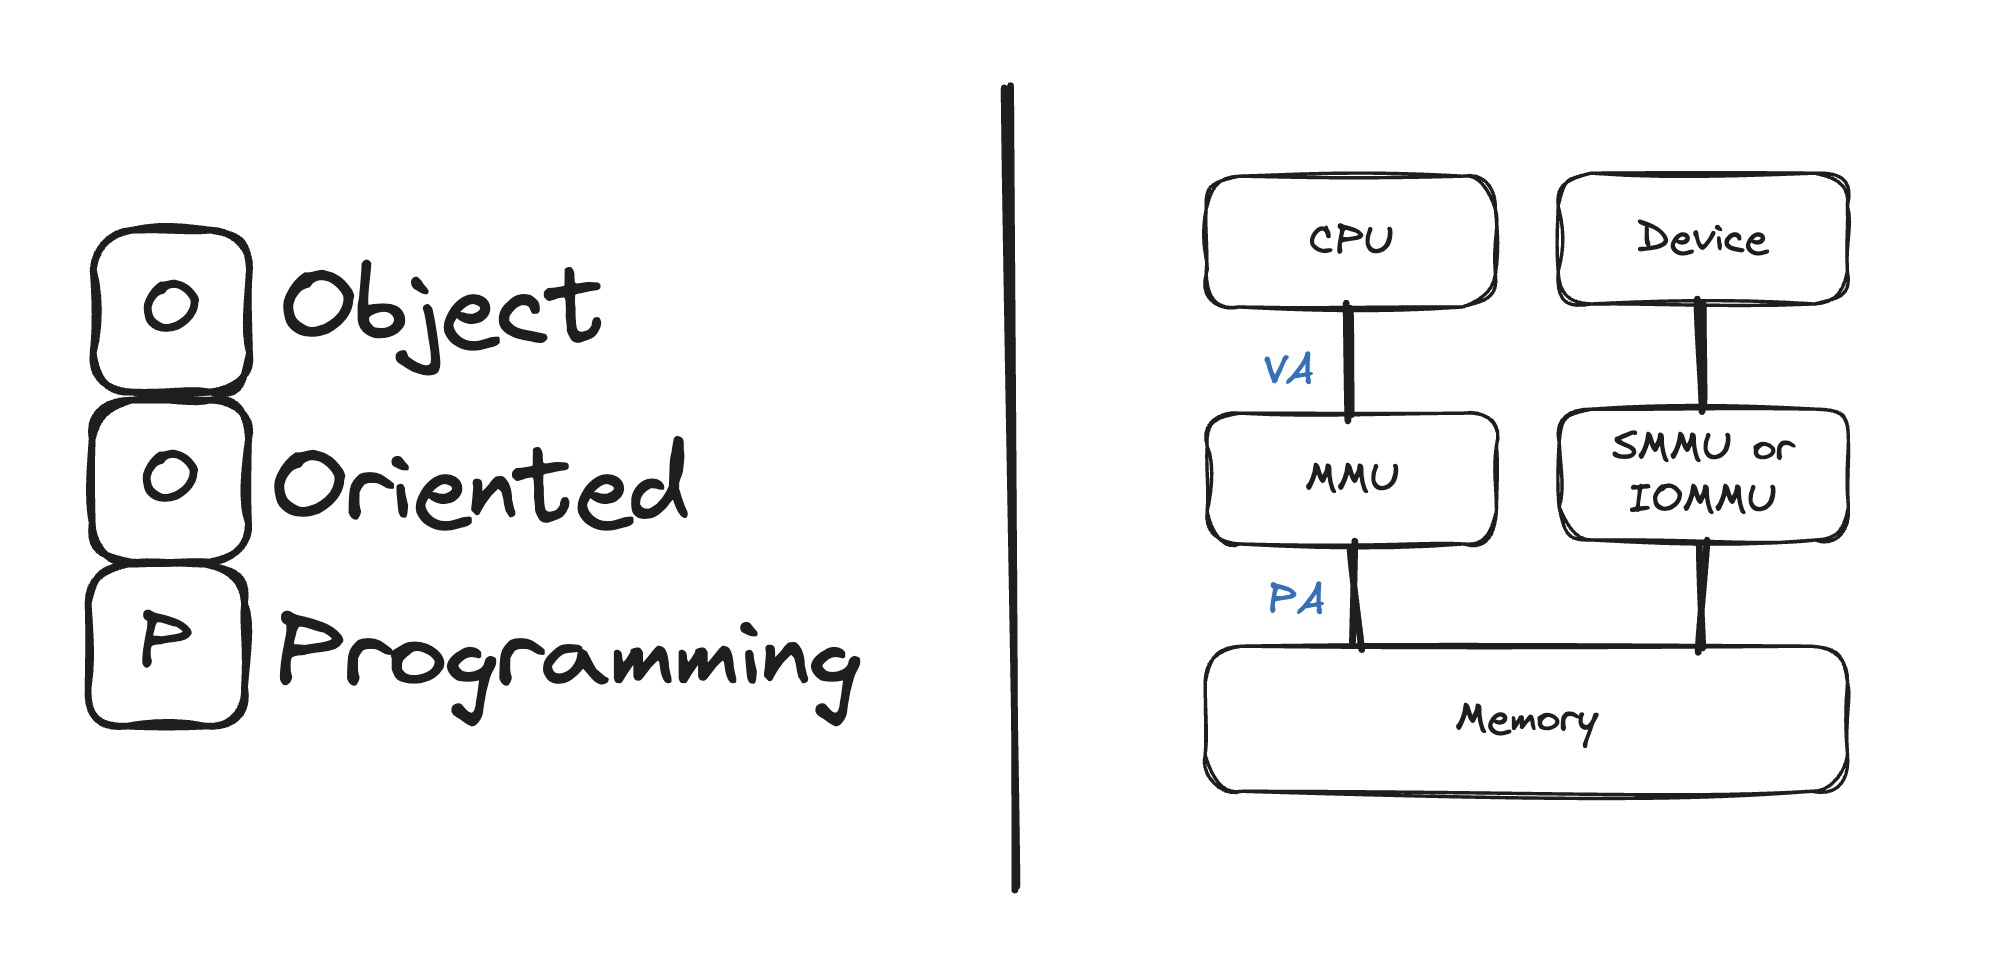 O Object
O Oriented
P Programming
CPU
Device
VA
MMU
SMMU or
IOMMU
PA
Memory